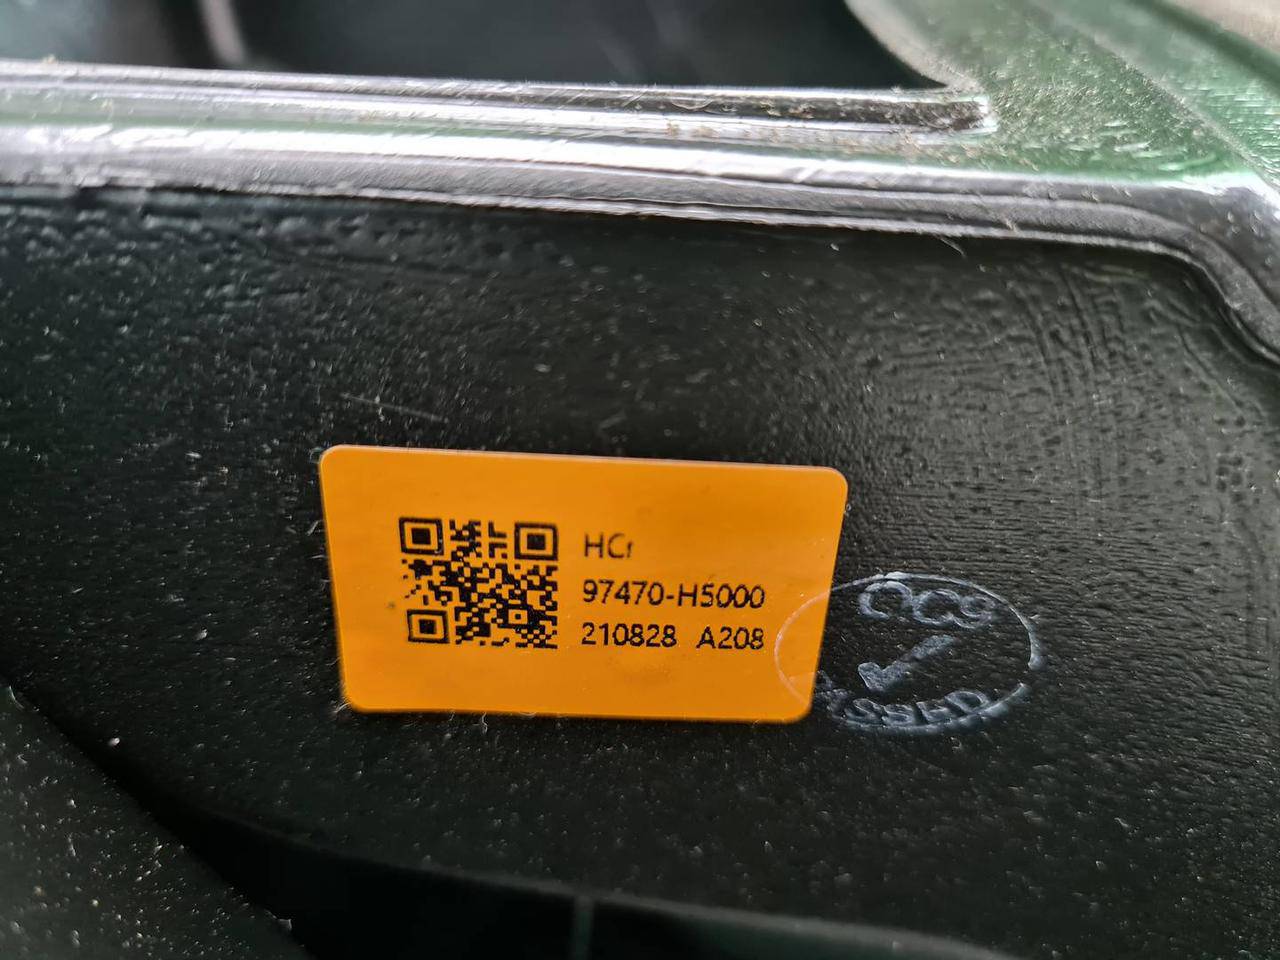 HCr
97470-H5000
210828 A208
QC9
PASSED